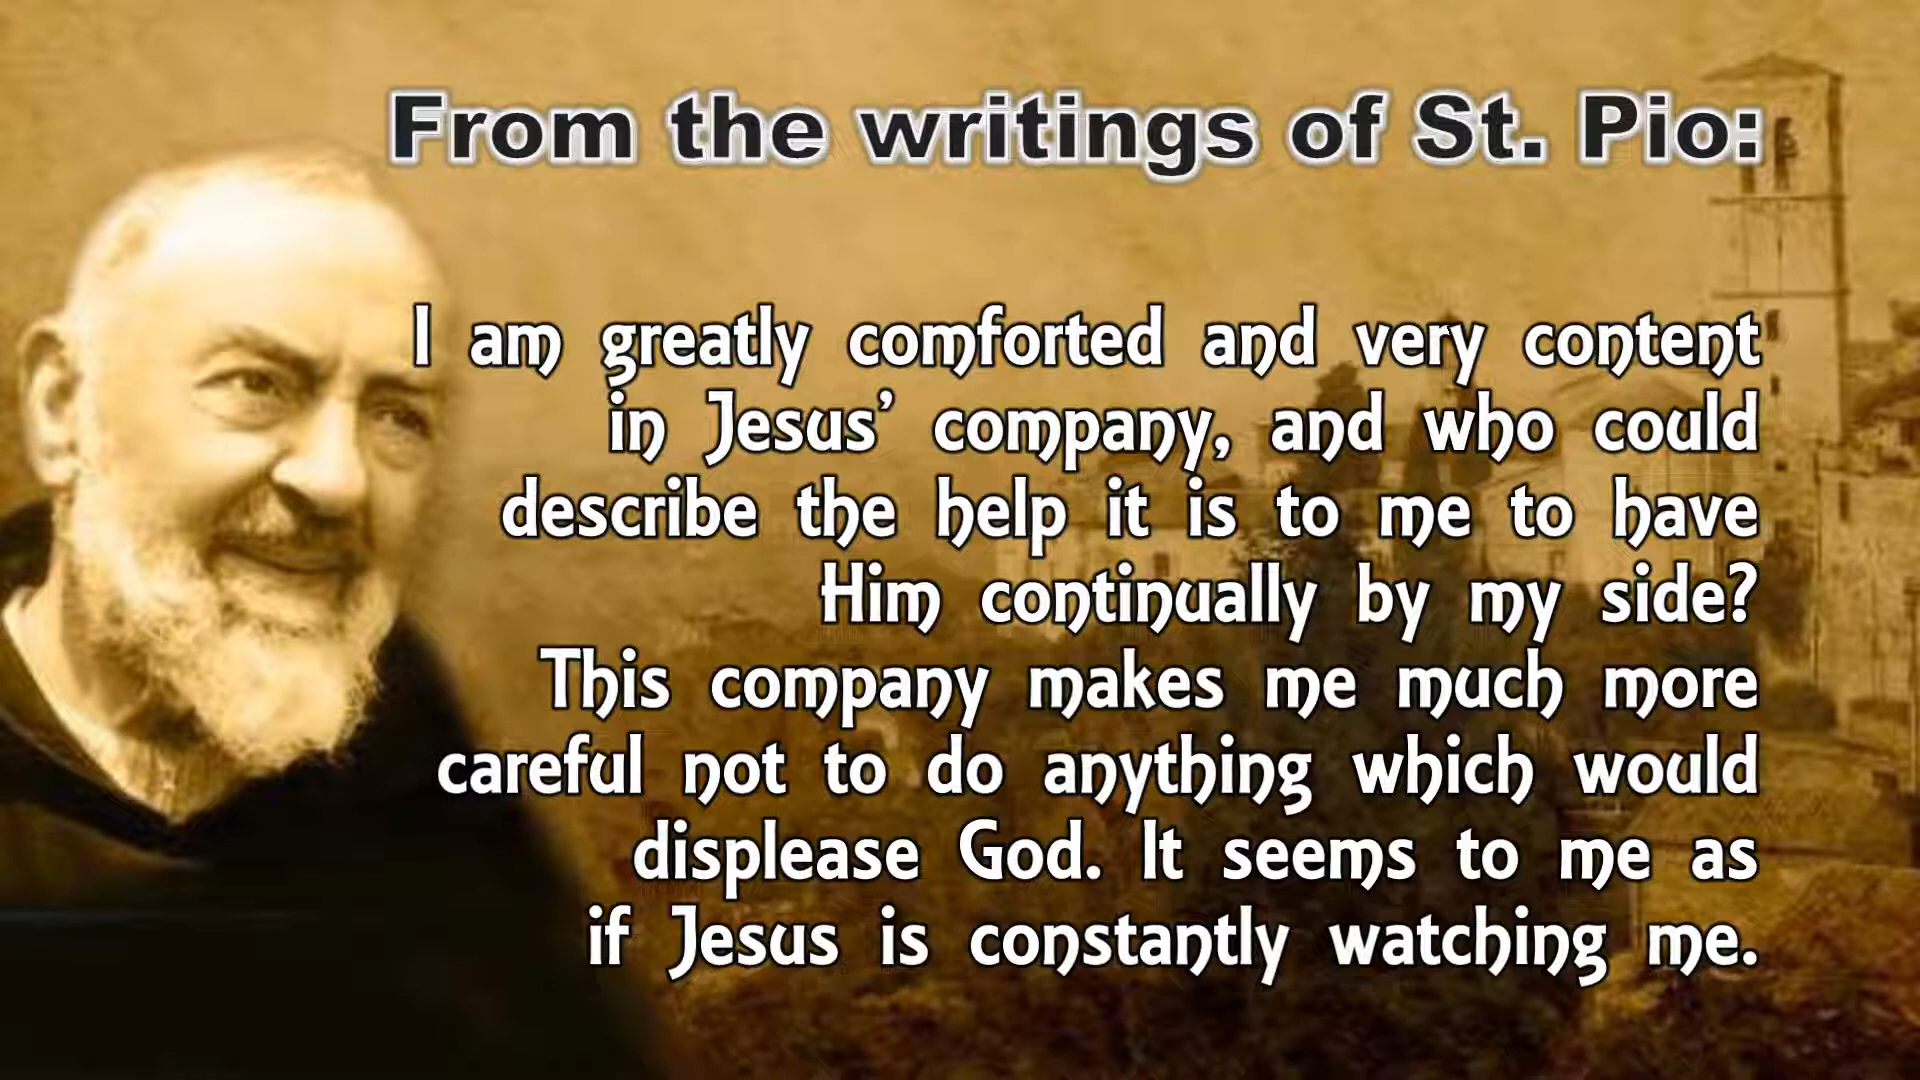 From the writings of St. Pio:
I am greatly comforted and very content
in Jesus’ company, and who could
describe the help it is to me to have
Him continually by my side?
This company makes me much more
careful not to do anything which would
displease God. It seems to me as
if Jesus is constantly watching me.